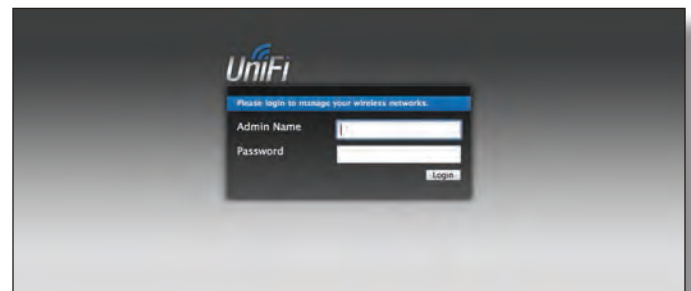 UniFi
Please login to manage your wireless networks.
Admin Name
Password
Login